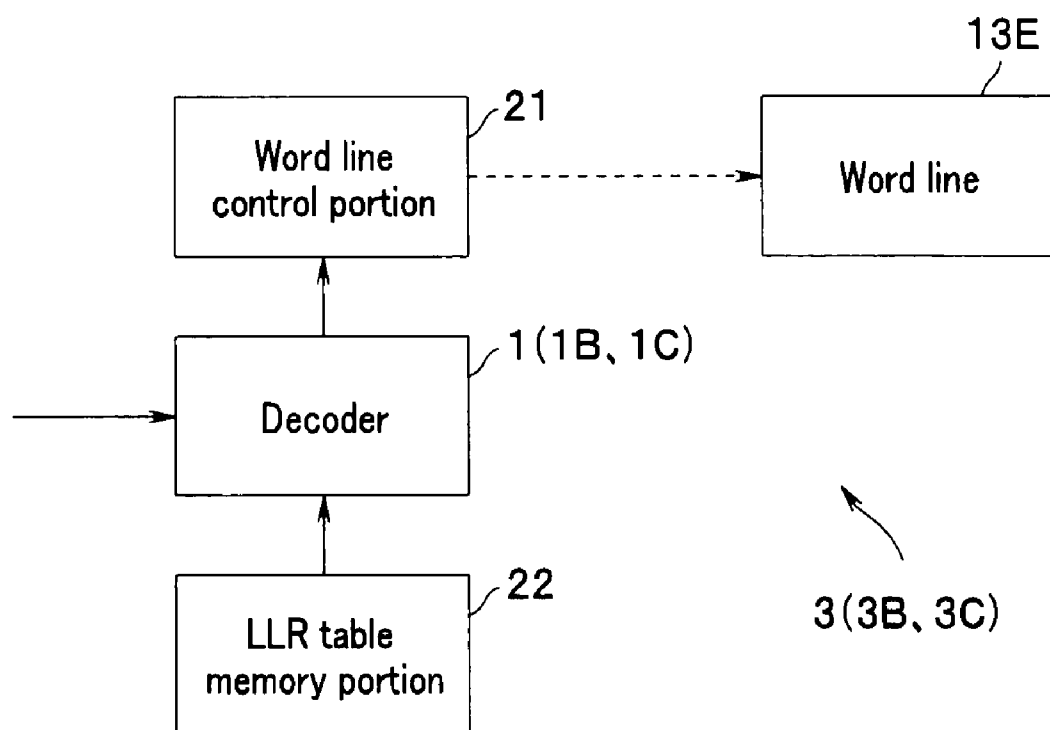 13E
21
Word line
control portion
Word line
1(1B、1C)
Decoder
22
LLR table
memory portion
3(3B、3C)